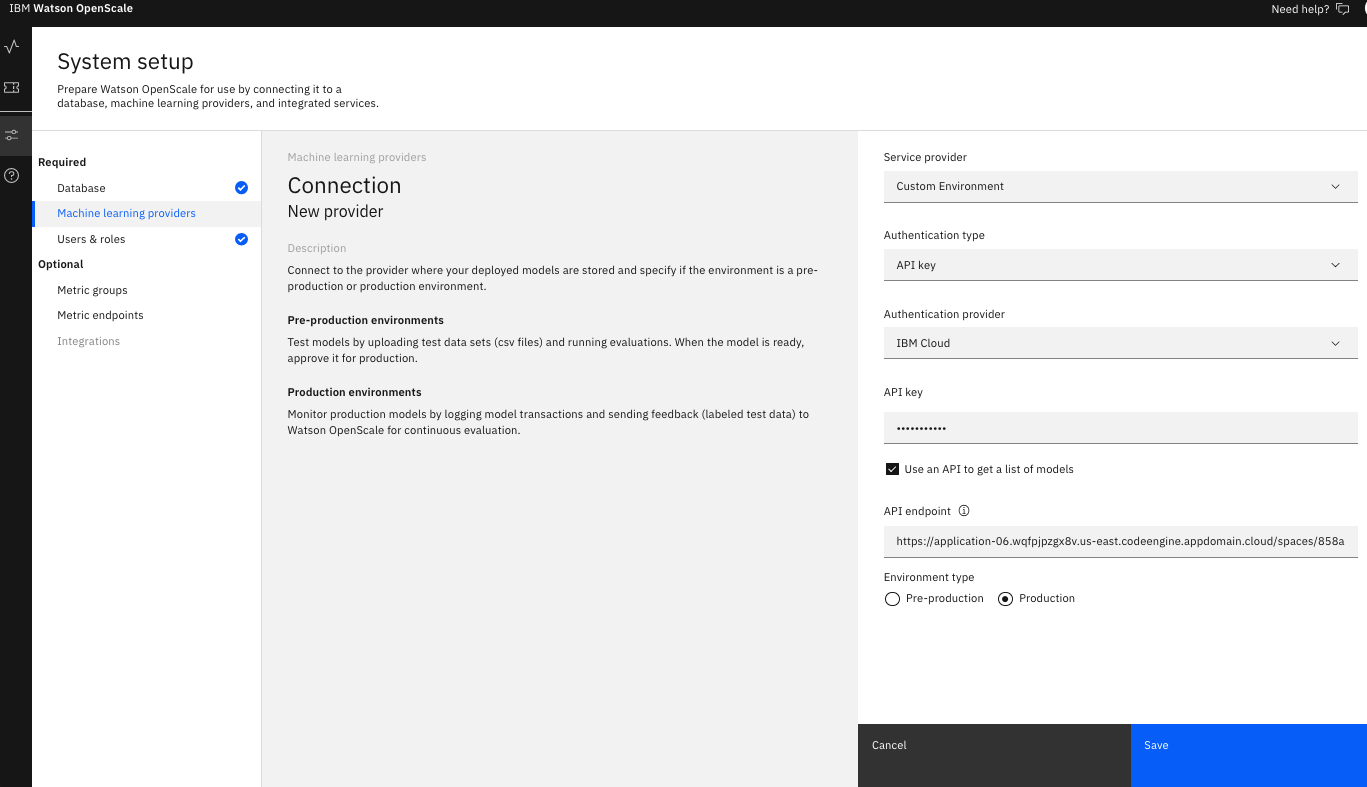 IBM Watson OpenScale
Need help?
System setup
Prepare Watson OpenScale for use by connecting it to a
database, machine learning providers, and integrated services.
Required
Database
Machine learning providers
Users & roles
Optional
Metric groups
Metric endpoints
Integrations
Machine learning providers
Connection
New provider
Description
Connect to the provider where your deployed models are stored and specify if the environment is a pre-
production or production environment.
Pre-production environments
Test models by uploading test data sets (csv files) and running evaluations. When the model is ready,
approve it for production.
Production environments
Monitor production models by logging model transactions and sending feedback (labeled test data) to
Watson OpenScale for continuous evaluation.
Service provider
Custom Environment
Authentication type
API key
Authentication provider
IBM Cloud
API key
•••••••••••
Use an API to get a list of models
API endpoint
https://application-06.wqfpjpzgx8v.us-east.codeengine.appdomain.cloud/spaces/858a
Environment type
Pre-production
Production
Cancel
Save